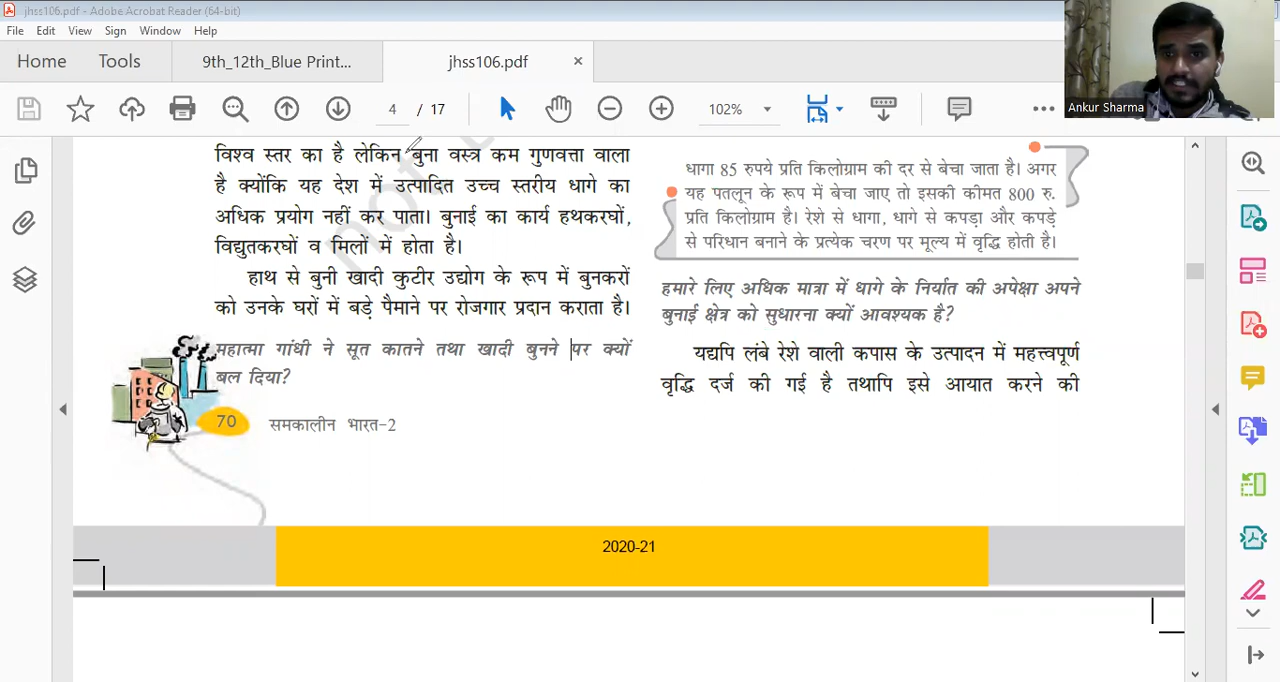 jhss106.pdf - Adobe Acrobat Reader (64-bit)
File Edit View Sign Window Help
Home Tools 9th_12th_Blue Print... jhss106.pdf ×
4 / 17 102%
Ankur Sharma
विश्व स्तर का है लेकिन बुना वस्त्र कम गुणवत्ता वाला
है क्योंकि यह देश में उत्पादित उच्च स्तरीय धागे का
अधिक प्रयोग नहीं कर पाता। बुनाई का कार्य हथकरघों,
विद्युतकरघों व मिलों में होता है।
हाथ से बुनी खादी कुटीर उद्योग के रूप में बुनकरों
को उनके घरों में बड़े पैमाने पर रोजगार प्रदान कराता है।
महात्मा गांधी ने सूत कातने तथा खादी बुनने पर क्यों
बल दिया?
70 समकालीन भारत-2
धागा 85 रुपये प्रति किलोग्राम की दर से बेचा जाता है। अगर
यह पतलून के रूप में बेचा जाए तो इसकी कीमत 800 रु.
प्रति किलोग्राम है। रेशे से धागा, धागे से कपड़ा और कपड़े
से परिधान बनाने के प्रत्येक चरण पर मूल्य में वृद्धि होती है।
हमारे लिए अधिक मात्रा में धागे के निर्यात की अपेक्षा अपने
बुनाई क्षेत्र को सुधारना क्यों आवश्यक है?
यद्यपि लंबे रेशे वाली कपास के उत्पादन में महत्त्वपूर्ण
वृद्धि दर्ज की गई है तथापि इसे आयात करने की
2020-21